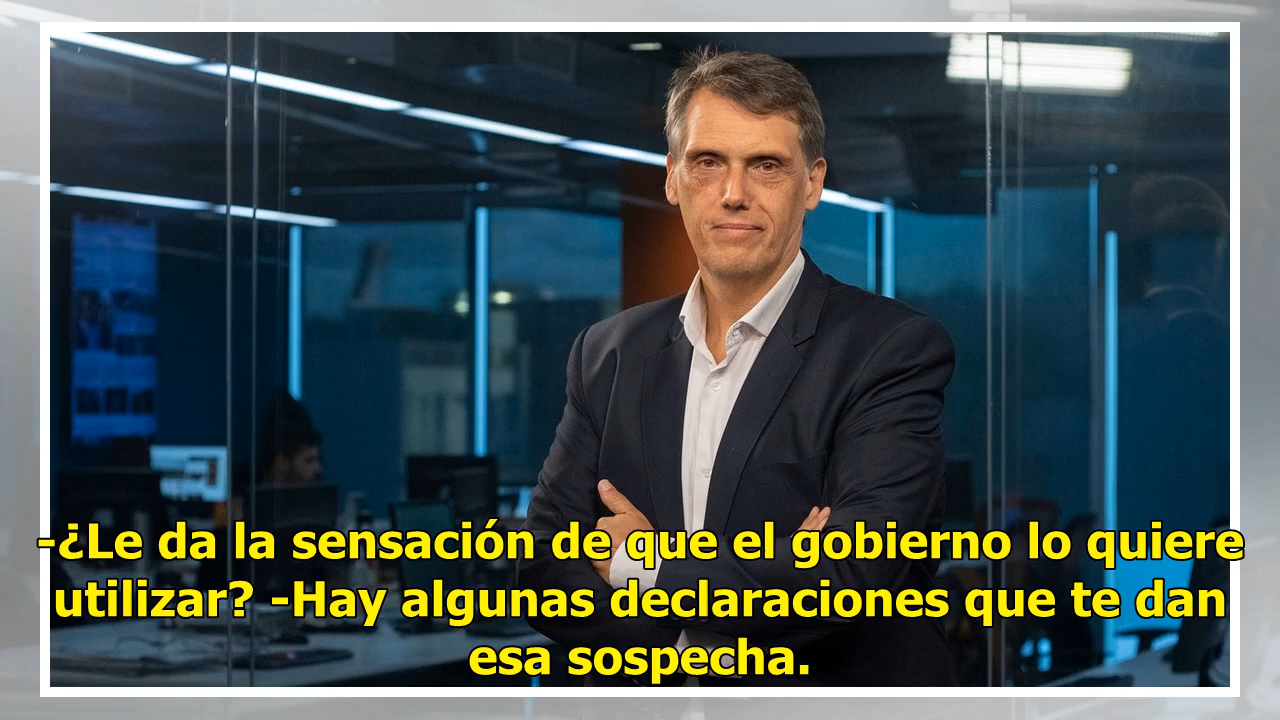 -¿Le da la sensación de que el gobierno lo quiere
utilizar? -Hay algunas declaraciones que te dan
esa sospecha.